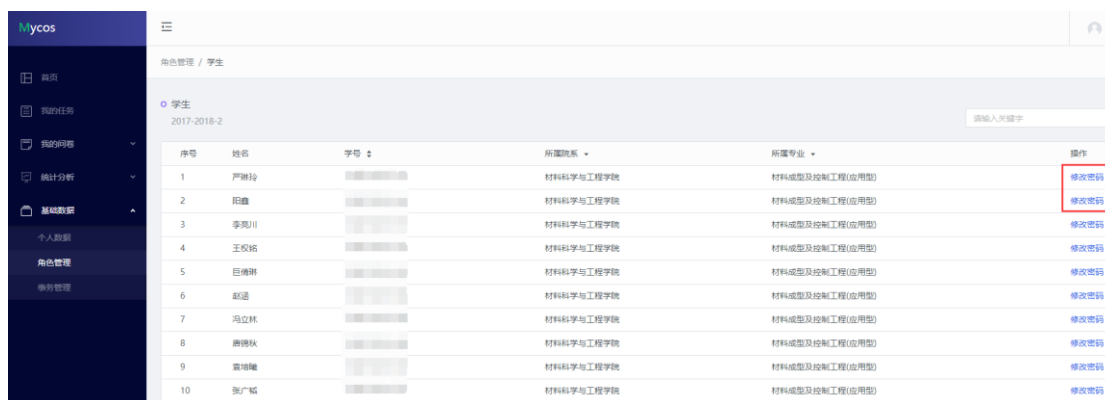 Mycos
角色管理 / 学生
首页
我的任务
我的问卷
统计分析
基础数据
个人数据
角色管理
事务管理
学生
2017-2018-2
请输入关键字
序号 姓名 学号 所属院系 所属专业 操作
1 严琳玲 材料科学与工程学院 材料成型及控制工程(应用型) 修改密码
2 阳鑫 材料科学与工程学院 材料成型及控制工程(应用型) 修改密码
3 李亮川 材料科学与工程学院 材料成型及控制工程(应用型) 修改密码
4 王权铭 材料科学与工程学院 材料成型及控制工程(应用型) 修改密码
5 巨倩琳 材料科学与工程学院 材料成型及控制工程(应用型) 修改密码
6 赵涵 材料科学与工程学院 材料成型及控制工程(应用型) 修改密码
7 冯立林 材料科学与工程学院 材料成型及控制工程(应用型) 修改密码
8 唐锦秋 材料科学与工程学院 材料成型及控制工程(应用型) 修改密码
9 袁培曦 材料科学与工程学院 材料成型及控制工程(应用型) 修改密码
10 张广韬 材料科学与工程学院 材料成型及控制工程(应用型) 修改密码